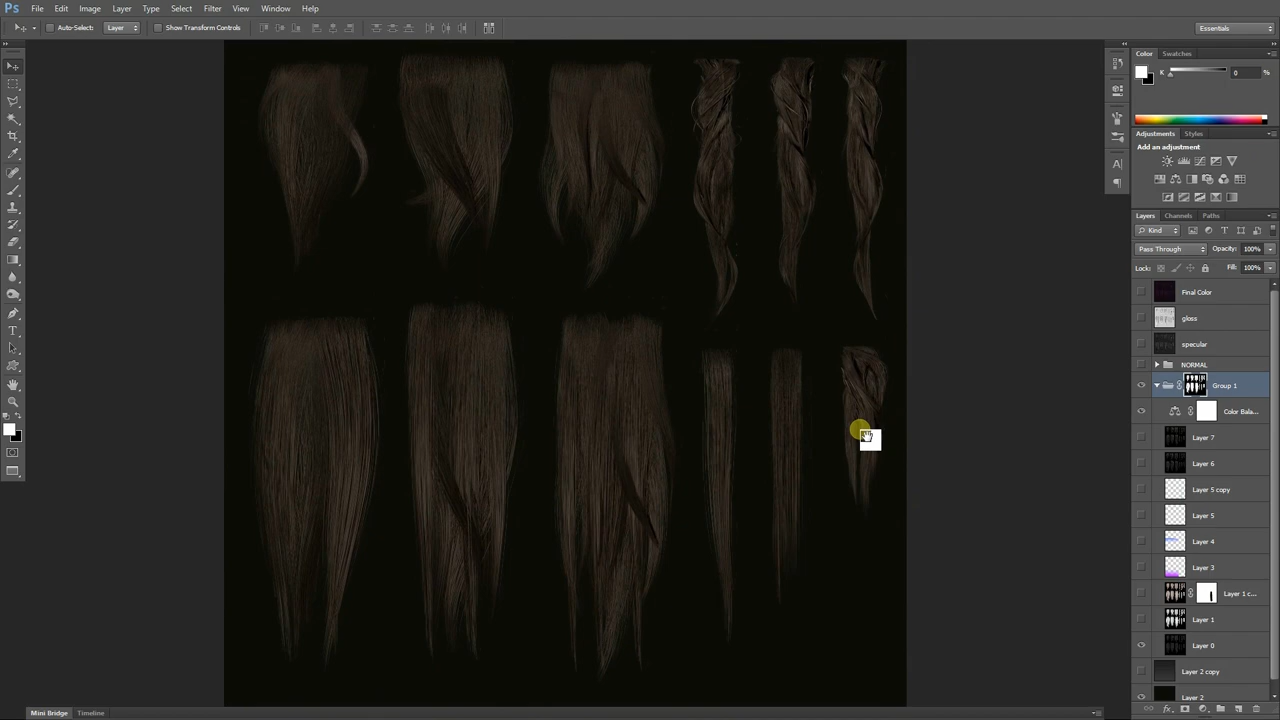 Ps File Edit Image Layer Type Select Filter View Window Help
Auto-Select: Layer Show Transform Controls Essentials
Color Swatches
K 0 %
Adjustments Styles
Add an adjustment
Layers Channels Paths
Kind
Pass Through Opacity: 100%
Lock: Fill: 100%
Final Color
gloss
specular
NORMAL
Group 1
Color Bala...
Layer 7
Layer 6
Layer 5 copy
Layer 5
Layer 4
Layer 3
Layer 1 c...
Layer 1
Layer 0
Layer 2 copy
Layer 2
Mini Bridge Timeline